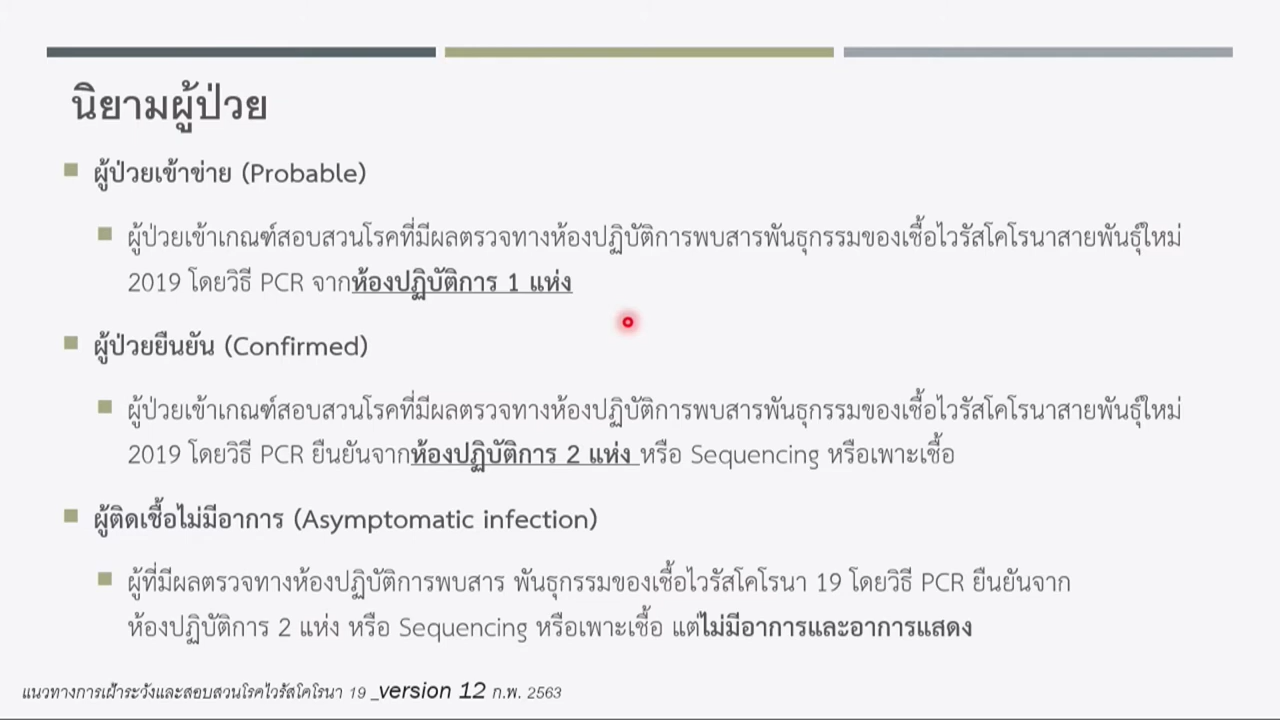 นิยามผู้ป่วย
ผู้ป่วยเข้าข่าย (Probable)
ผู้ป่วยเข้าเกณฑ์สอบสวนโรคที่มีผลตรวจทางห้องปฏิบัติการพบสารพันธุกรรมของเชื้อไวรัสโคโรนาสายพันธุ์ใหม่
2019 โดยวิธี PCR จากห้องปฏิบัติการ 1 แห่ง
ผู้ป่วยยืนยัน (Confirmed)
ผู้ป่วยเข้าเกณฑ์สอบสวนโรคที่มีผลตรวจทางห้องปฏิบัติการพบสารพันธุกรรมของเชื้อไวรัสโคโรนาสายพันธุ์ใหม่
2019 โดยวิธี PCR ยืนยันจากห้องปฏิบัติการ 2 แห่ง หรือ Sequencing หรือเพาะเชื้อ
ผู้ติดเชื้อไม่มีอาการ (Asymptomatic infection)
ผู้ที่มีผลตรวจทางห้องปฏิบัติการพบสาร พันธุกรรมของเชื้อไวรัสโคโรนา 19 โดยวิธี PCR ยืนยันจาก
ห้องปฏิบัติการ 2 แห่ง หรือ Sequencing หรือเพาะเชื้อ แต่ไม่มีอาการและอาการแสดง
แนวทางการเฝ้าระวังและสอบสวนโรคไวรัสโคโรนา 19 _version 12 ก.พ. 2563